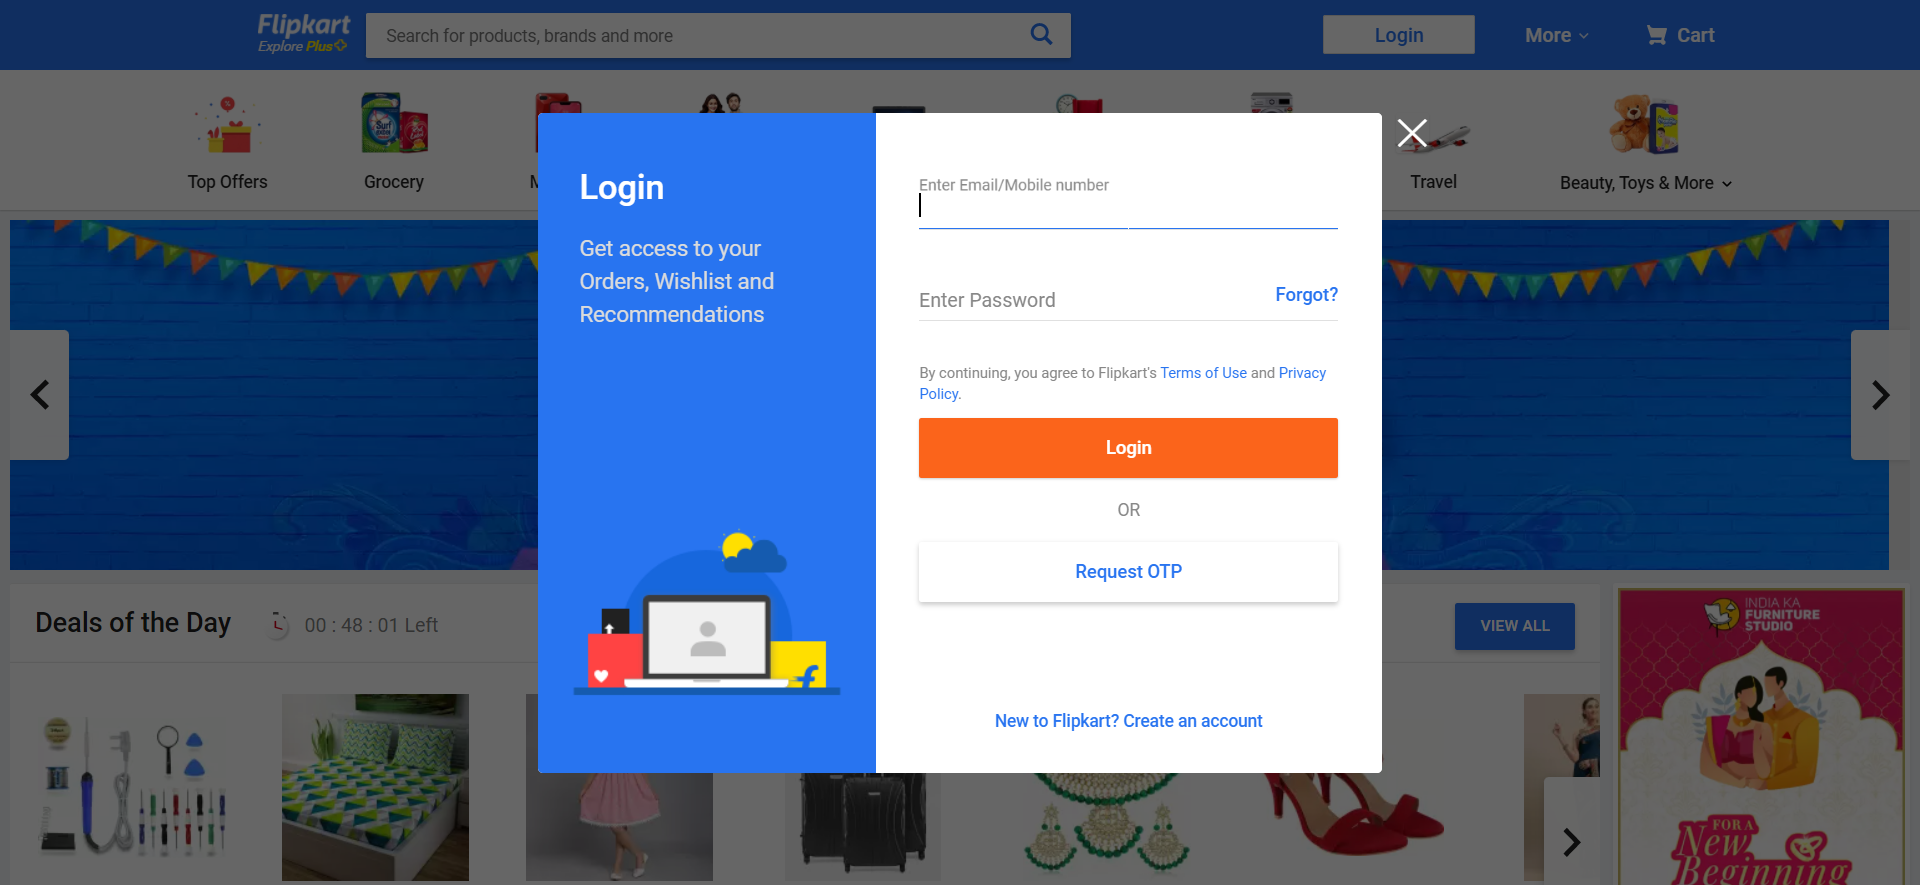 Flipkart
Explore Plus
Search for products, brands and more
Login
More
Cart
Top Offers
Grocery
M
Travel
Beauty, Toys & More
Login
Get access to your
Orders, Wishlist and
Recommendations
Enter Email/Mobile number
Enter Password
Forgot?
By continuing, you agree to Flipkart's Terms of Use and Privacy
Policy.
Login
OR
Request OTP
New to Flipkart? Create an account
Deals of the Day
00 : 48 : 01 Left
VIEW ALL
INDIA KA
FURNITURE
STUDIO
FOR A
New
Beginning